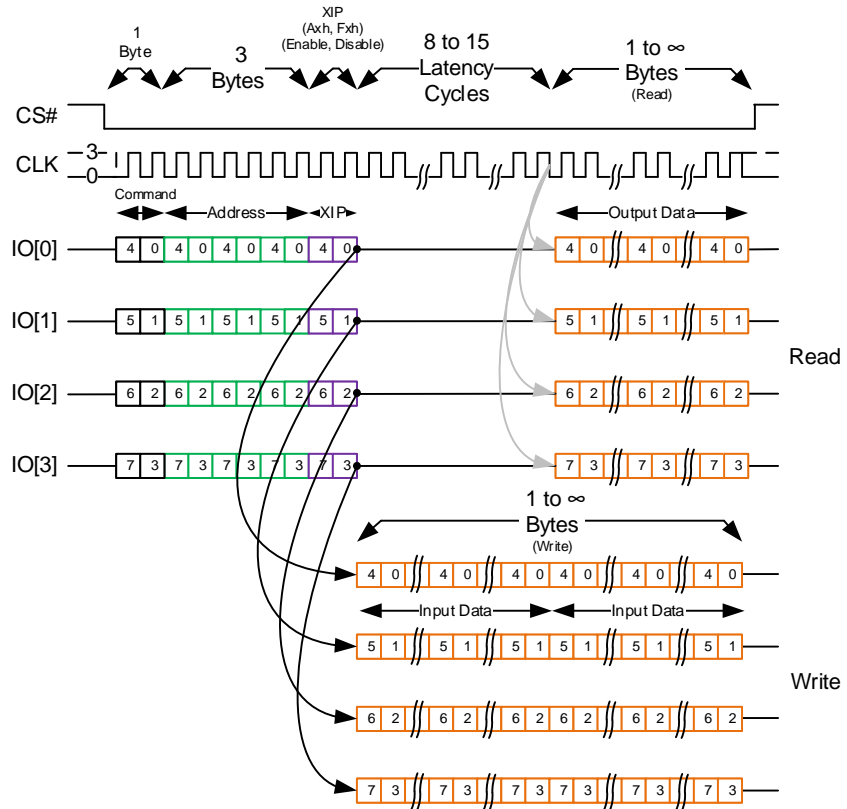 1 Byte
3 Bytes
XIP
(Axh, Fxh)
(Enable, Disable)
8 to 15
Latency
Cycles
1 to ∞
Bytes
(Read)
CS#
CLK 3
0
Command Address XIP Output Data
IO[0] 4 0 4 0 4 0 4 0 4 0 4 0 4 0 4 0
IO[1] 5 1 5 1 5 1 5 1 5 1 5 1 5 1 5 1
Read
IO[2] 6 2 6 2 6 2 6 2 6 2 6 2 6 2 6 2
IO[3] 7 3 7 3 7 3 7 3 7 3 7 3 7 3 7 3
1 to ∞
Bytes
(Write)
4 0 4 0 4 0 4 0 4 0 4 0
Input Data Input Data
5 1 5 1 5 1 5 1 5 1 5 1
Write
6 2 6 2 6 2 6 2 6 2 6 2
7 3 7 3 7 3 7 3 7 3 7 3